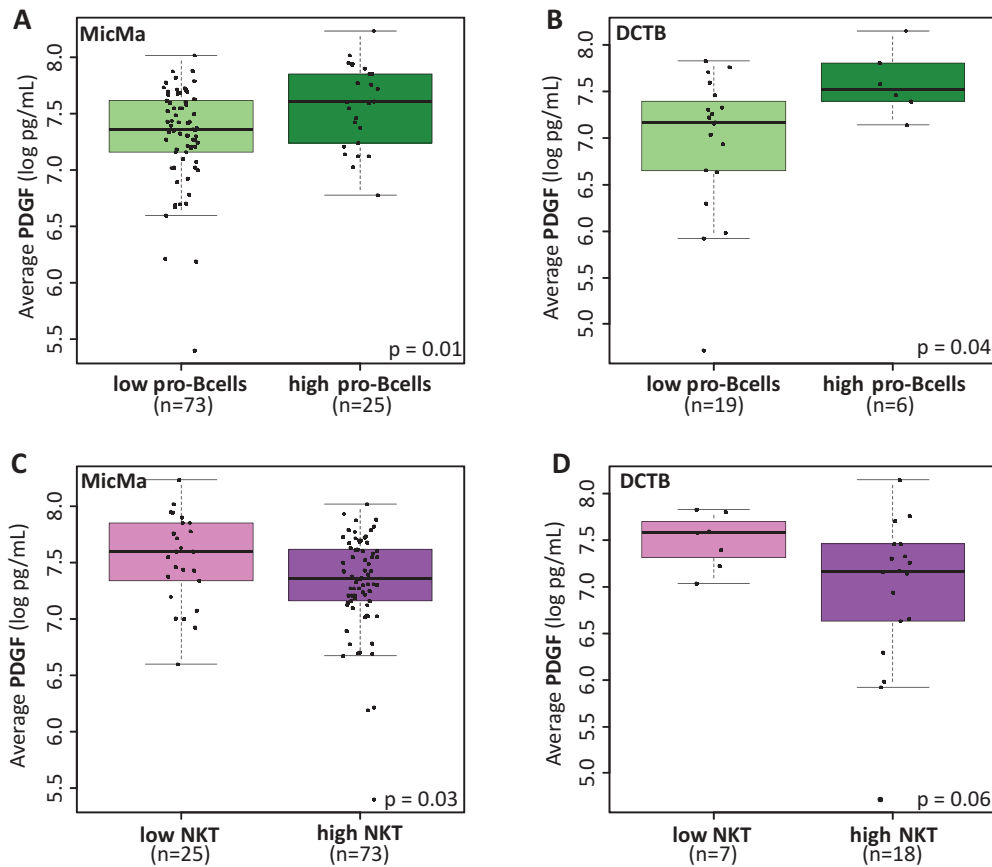 A
MicMa
Average PDGF (log pg/mL)
8.0
7.5
7.0
6.5
6.0
5.5
p = 0.01
low pro-Bcells
high pro-Bcells
(n=73)
(n=25)
B
DCTB
Average PDGF (log pg/mL)
8.0
7.5
7.0
6.5
6.0
5.5
5.0
p = 0.04
low pro-Bcells
high pro-Bcells
(n=19)
(n=6)
C
MicMa
Average PDGF (log pg/mL)
8.0
7.5
7.0
6.5
6.0
5.5
p = 0.03
low NKT
high NKT
(n=25)
(n=73)
D
DCTB
Average PDGF (log pg/mL)
8.0
7.5
7.0
6.5
6.0
5.5
5.0
p = 0.06
low NKT
high NKT
(n=7)
(n=18)